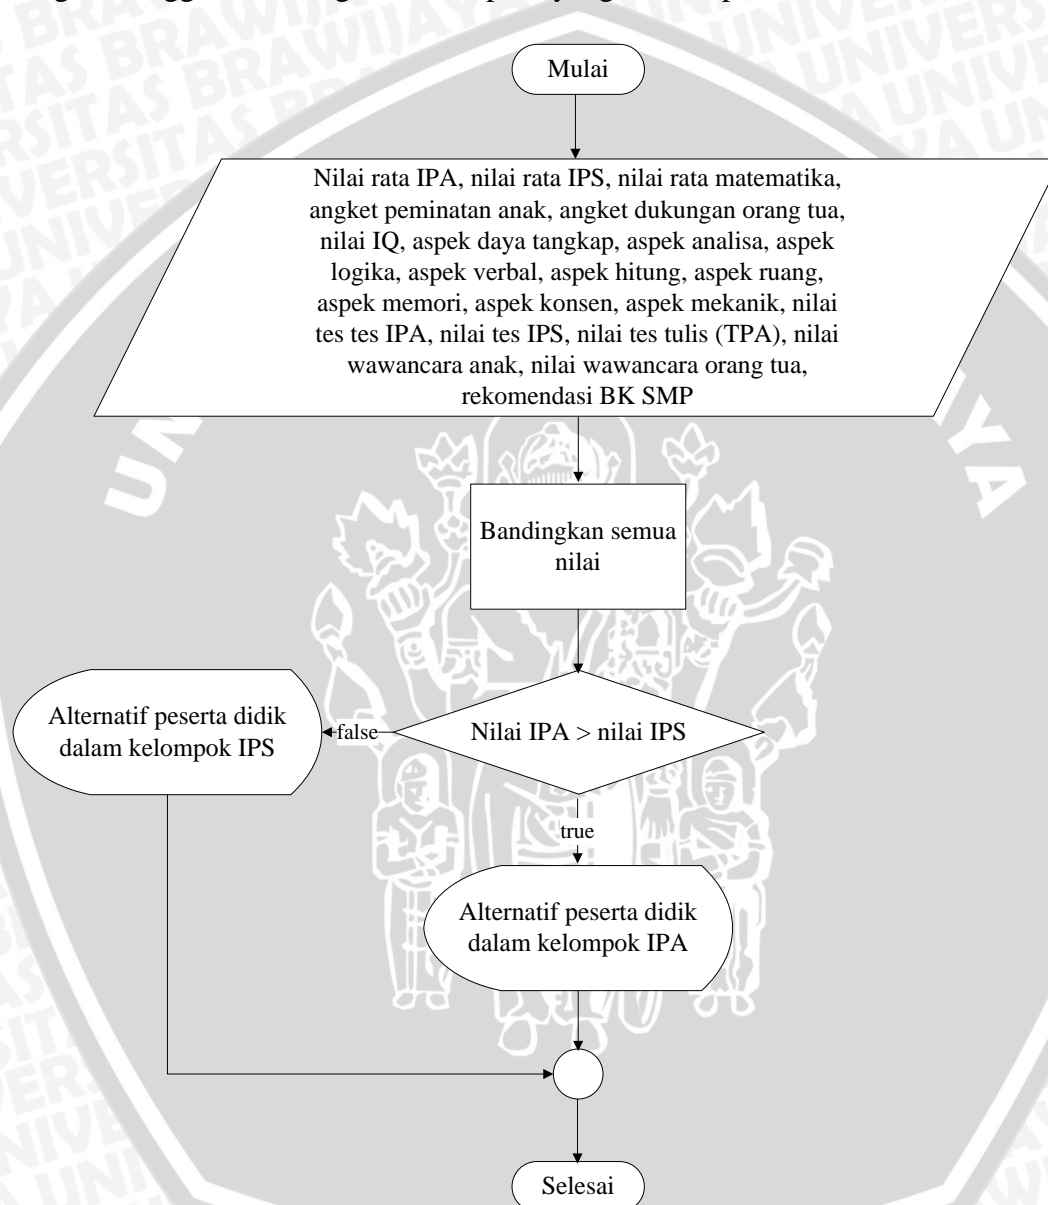 Mulai
Nilai rata IPA, nilai rata IPS, nilai rata matematika,
angket peminatan anak, angket dukungan orang tua,
nilai IQ, aspek daya tangkap, aspek analisa, aspek
logika, aspek verbal, aspek hitung, aspek ruang,
aspek memori, aspek konsen, aspek mekanik, nilai
tes tes IPA, nilai tes IPS, nilai tes tulis (TPA), nilai
wawancara anak, nilai wawancara orang tua,
rekomendasi BK SMP
Bandingkan semua
nilai
Nilai IPA > nilai IPS
false
Alternatif peserta didik
dalam kelompok IPS
true
Alternatif peserta didik
dalam kelompok IPA
Selesai